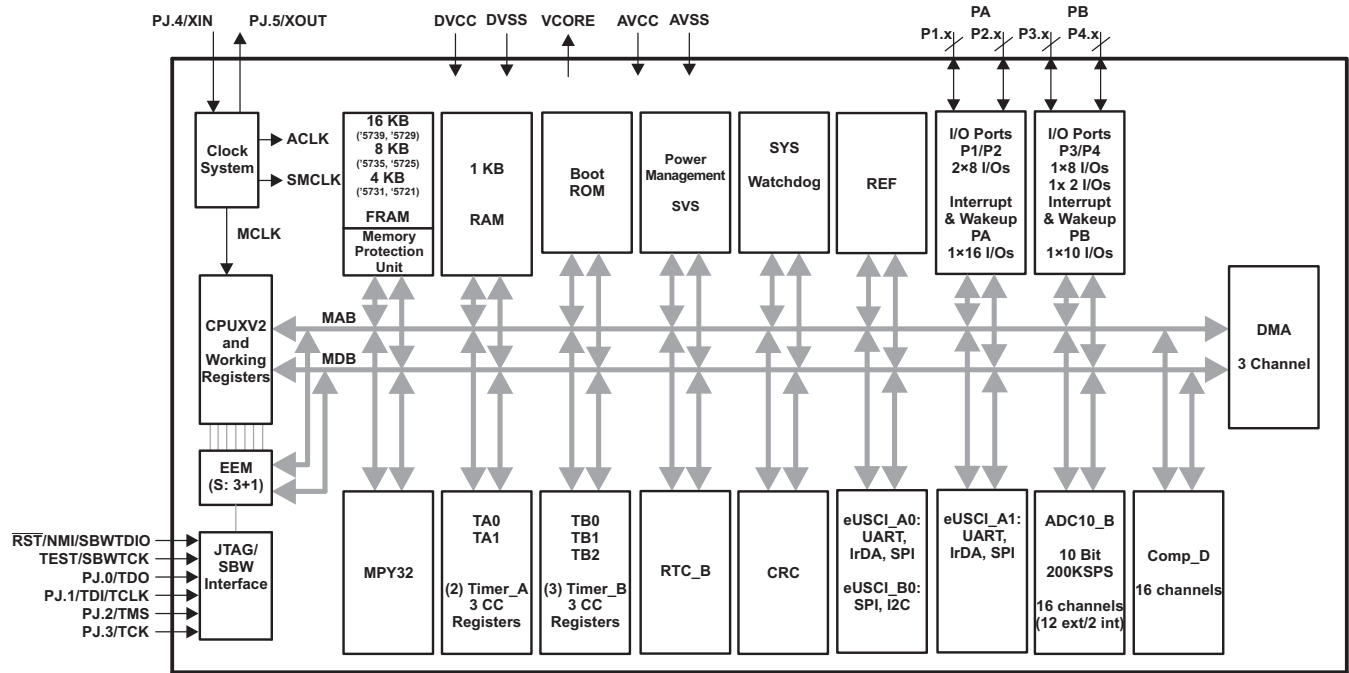 PJ.4/XIN
PJ.5/XOUT
DVCC
DVSS
VCORE
AVCC
AVSS
PA
P1.x
P2.x
PB
P3.x
P4.x
Clock
System
ACLK
SMCLK
MCLK
16 KB
('5739, '5729)
8 KB
('5735, '5725)
4 KB
('5731, '5721)
FRAM
Memory
Protection
Unit
1 KB
RAM
Boot
ROM
Power
Management
SVS
SYS
Watchdog
REF
I/O Ports
P1/P2
2×8 I/Os
Interrupt
& Wakeup
PA
1×16 I/Os
I/O Ports
P3/P4
1×8 I/Os
1x 2 I/Os
Interrupt
& Wakeup
PB
1×10 I/Os
CPUXV2
and
Working
Registers
MAB
MDB
DMA
3 Channel
EEM
(S: 3+1)
RST/NMI/SBWTDIO
TEST/SBWTCK
PJ.0/TDO
PJ.1/TDI/TCLK
PJ.2/TMS
PJ.3/TCK
JTAG/
SBW
Interface
MPY32
TA0
TA1
(2) Timer_A
3 CC
Registers
TB0
TB1
TB2
(3) Timer_B
3 CC
Registers
RTC_B
CRC
eUSCI_A0:
UART,
IrDA, SPI
eUSCI_B0:
SPI, I2C
eUSCI_A1:
UART,
IrDA, SPI
ADC10_B
10 Bit
200KSPS
16 channels
(12 ext/2 int)
Comp_D
16 channels